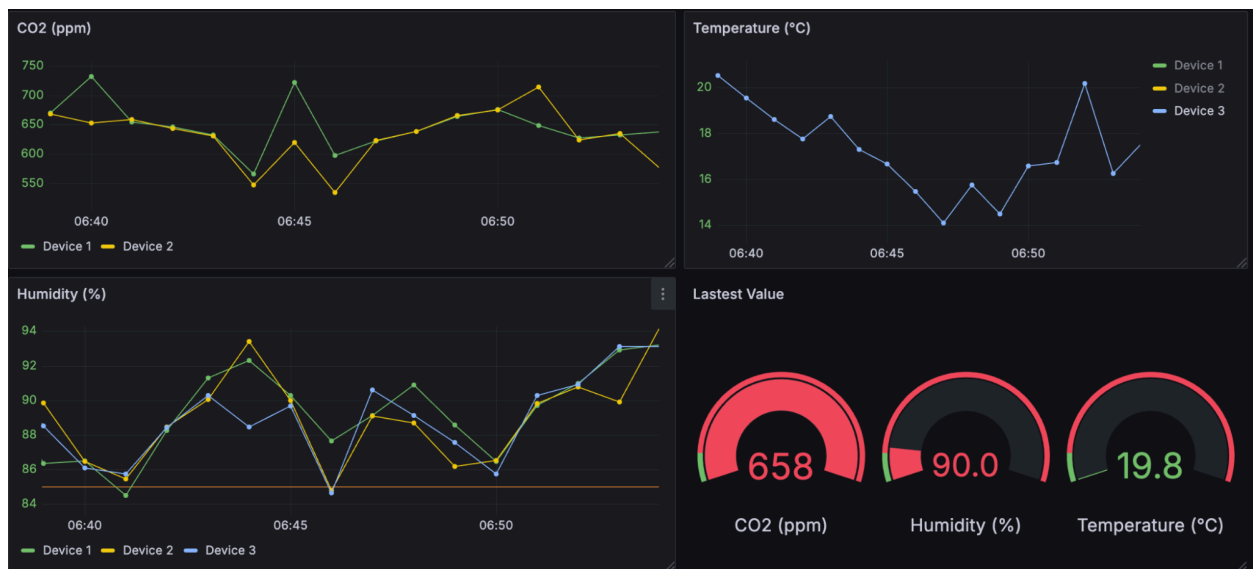 CO2 (ppm)
750
700
650
600
550
06:40 06:45 06:50
Device 1 Device 2
Temperature (°C)
20
18
16
14
06:40 06:45 06:50
Device 1
Device 2
Device 3
Humidity (%)
94
92
90
88
86
84
06:40 06:45 06:50
Device 1 Device 2 Device 3
Lastest Value
658 90.0 19.8
CO2 (ppm) Humidity (%) Temperature (°C)